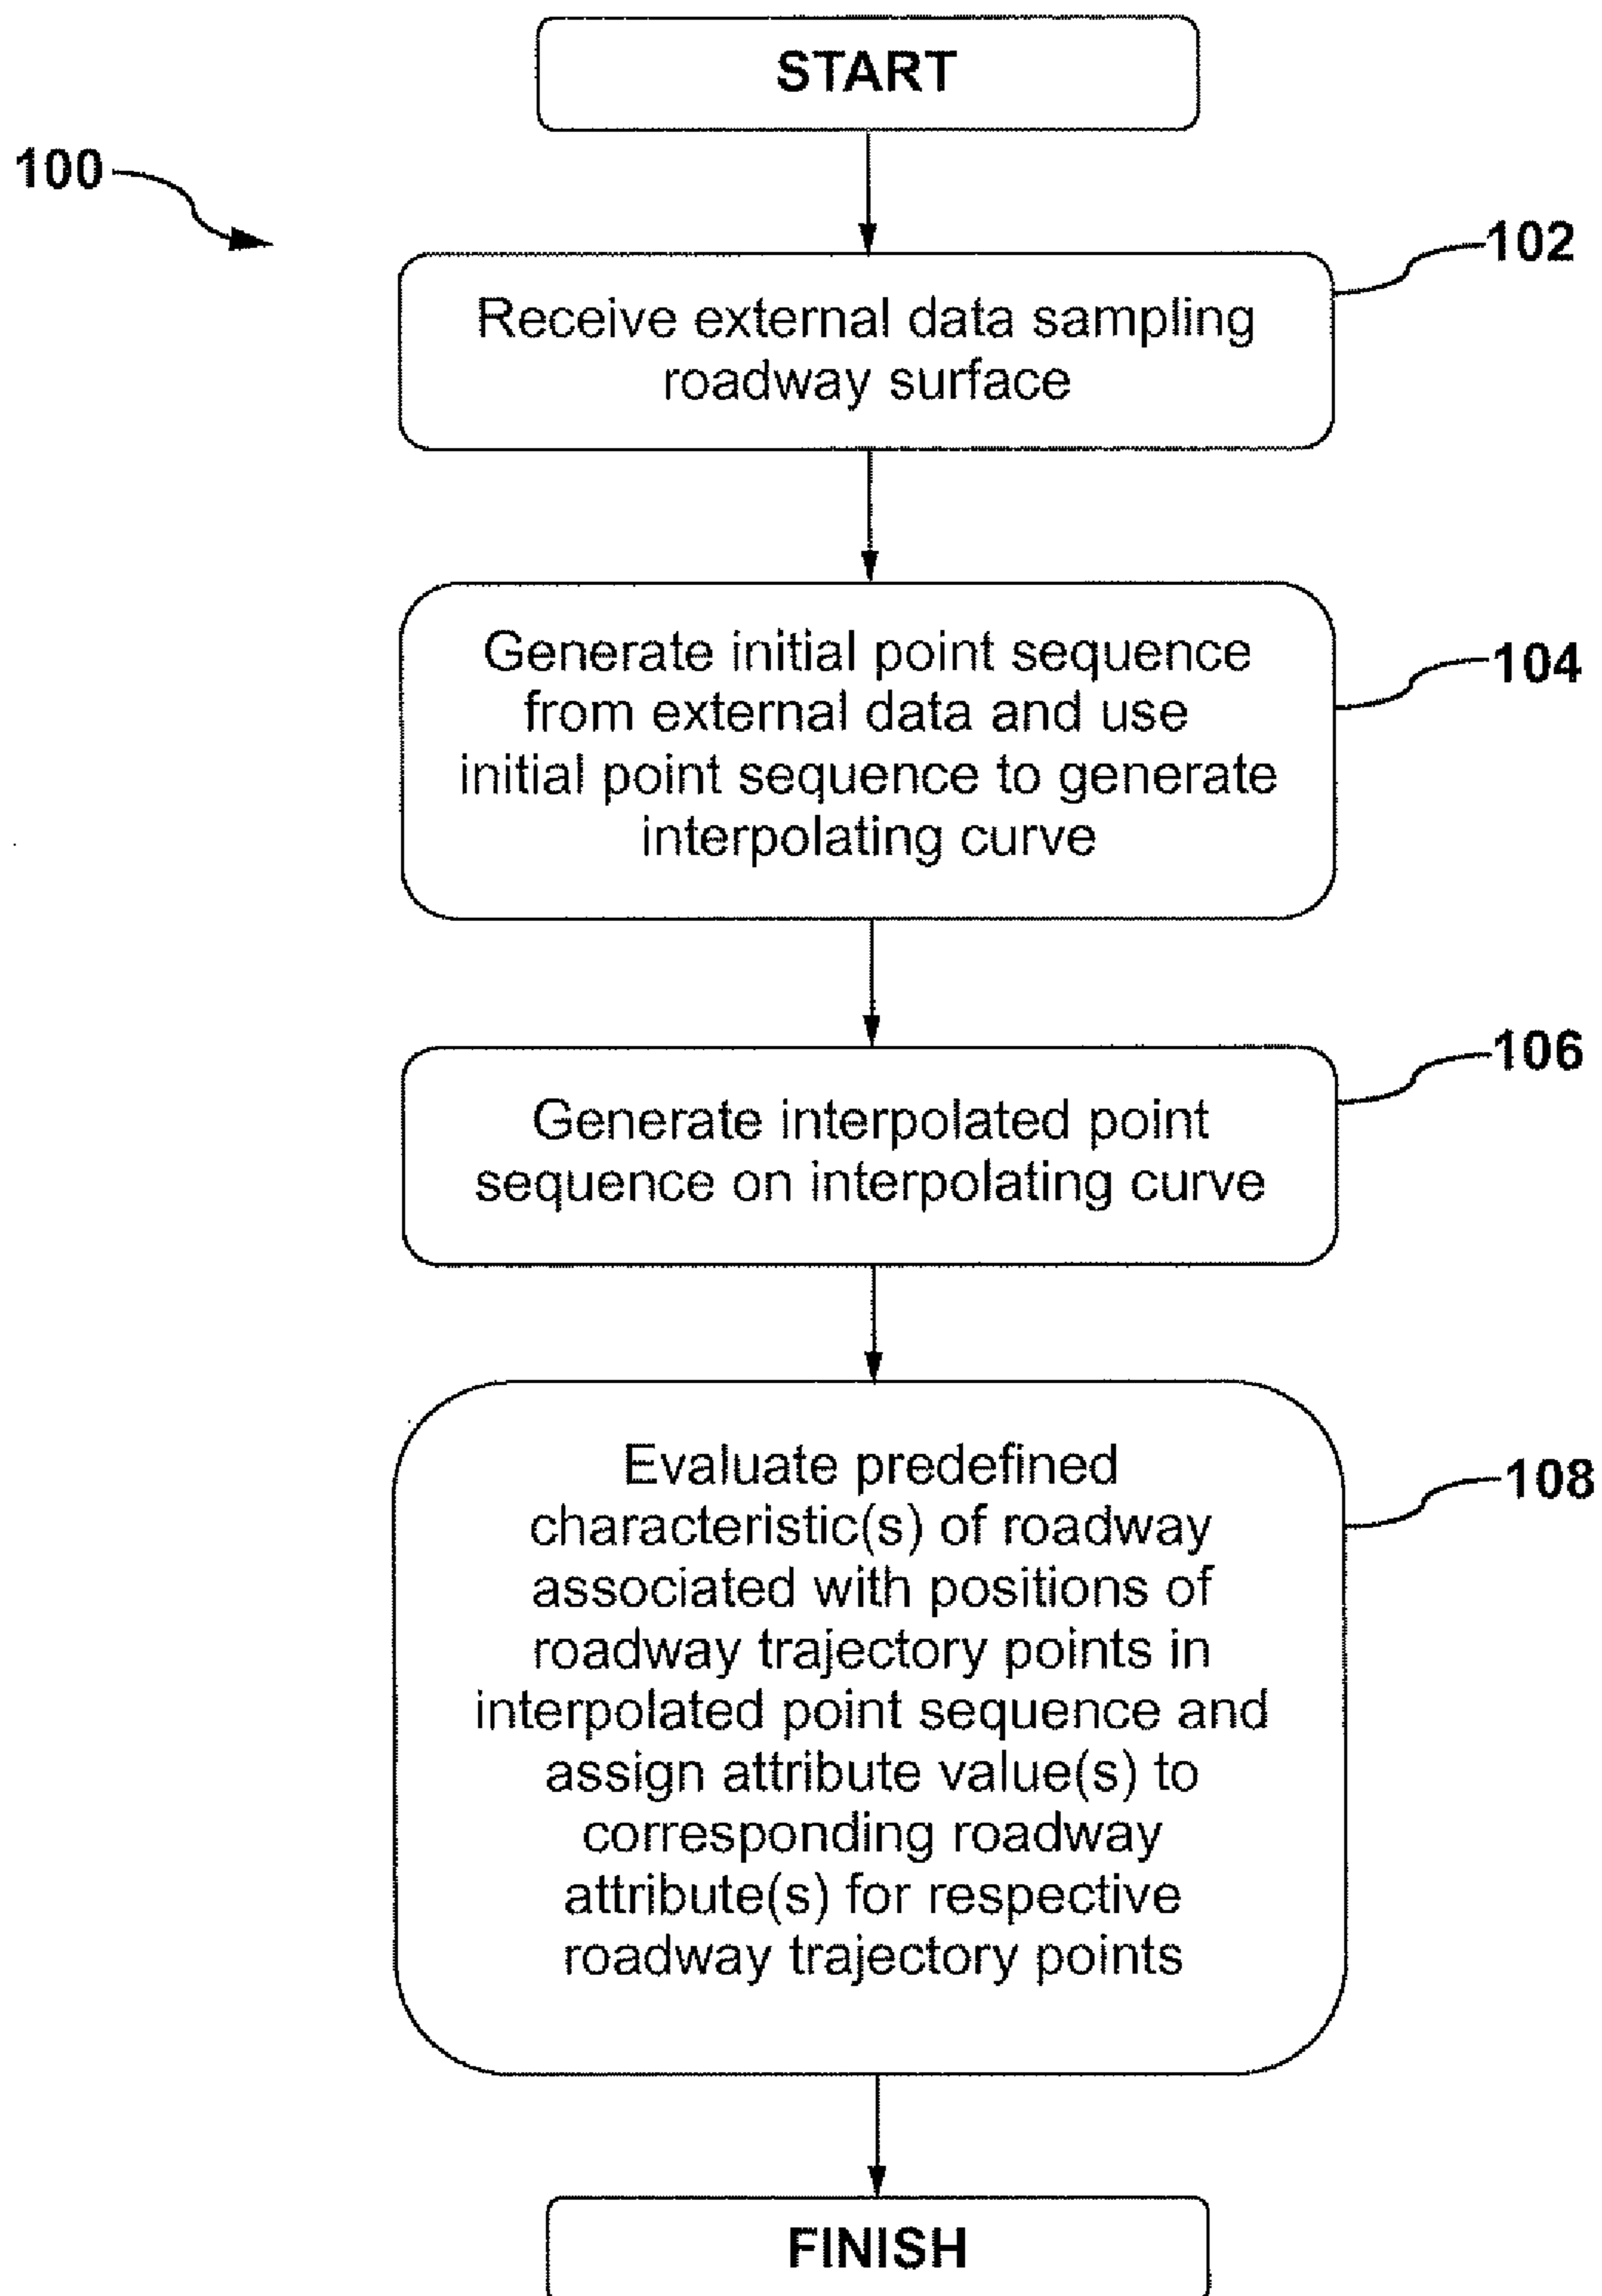 START
100
102
Receive external data sampling
roadway surface
Generate initial point sequence
from external data and use
initial point sequence to generate
interpolating curve
104
106
Generate interpolated point
sequence on interpolating curve
Evaluate predefined
characteristic(s) of roadway
associated with positions of
roadway trajectory points in
interpolated point sequence and
assign attribute value(s) to
corresponding roadway
attribute(s) for respective
roadway trajectory points
108
FINISH